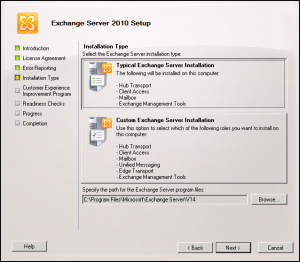 Exchange Server 2010 Setup
Introduction
License Agreement
Error Reporting
Installation Type
Customer Experience
Improvement Program
Readiness Checks
Progress
Completion
Installation Type
Select the Exchange Server installation type:
Typical Exchange Server Installation
The following will be installed on this computer:
- Hub Transport
- Client Access
- Mailbox
- Exchange Management Tools
Custom Exchange Server Installation
Use this option to select which of the following roles you want to install on
this computer:
- Hub Transport
- Client Access
- Mailbox
- Unified Messaging
- Edge Transport
- Exchange Management Tools
Specify the path for the Exchange Server program files:
C:\Program Files\Microsoft\Exchange Server\V14
Browse...
Help
< Back
Next >
Cancel